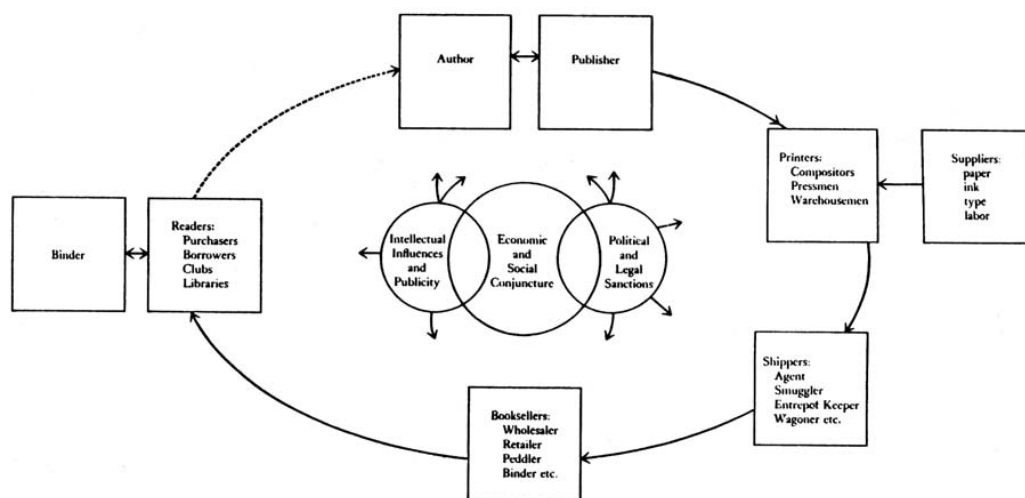 Author
Publisher
Printers:
Compositors
Pressmen
Warehousemen
Suppliers:
paper
ink
type
labor
Binder
Readers:
Purchasers
Borrowers
Clubs
Libraries
Intellectual
Influences
and
Publicity
Economic
and
Social
Conjuncture
Political
and
Legal
Sanctions
Shippers:
Agent
Smuggler
Entrepot Keeper
Wagoner etc.
Booksellers:
Wholesaler
Retailer
Peddler
Binder etc.